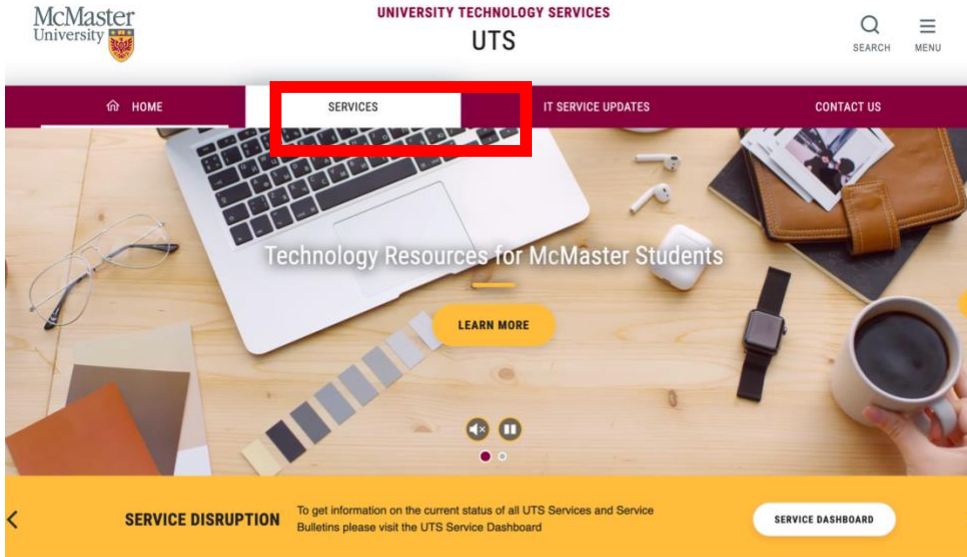 McMaster
University
UNIVERSITY TECHNOLOGY SERVICES
UTS
SEARCH
MENU
HOME
SERVICES
IT SERVICE UPDATES
CONTACT US
Technology Resources for McMaster Students
LEARN MORE
SERVICE DISRUPTION
To get information on the current status of all UTS Services and Service
Bulletins please visit the UTS Service Dashboard
SERVICE DASHBOARD